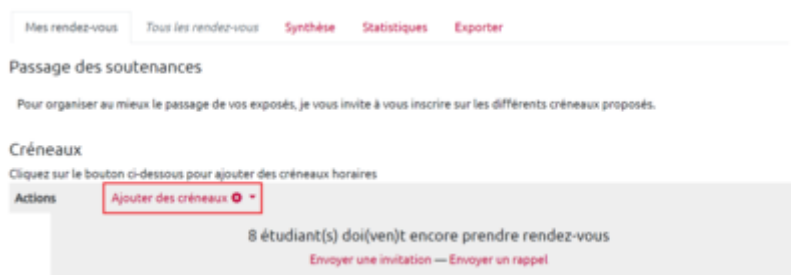 Mes rendez-vous Tous les rendez-vous Synthèse Statistiques Exporter
Passage des soutenances
Pour organiser au mieux le passage de vos exposés, je vous invite à vous inscrire sur les différents créneaux proposés.
Créneaux
Cliquez sur le bouton ci-dessous pour ajouter des créneaux horaires
Actions Ajouter des créneaux
8 étudiant(s) doi(ven)t encore prendre rendez-vous
Envoyer une invitation — Envoyer un rappel